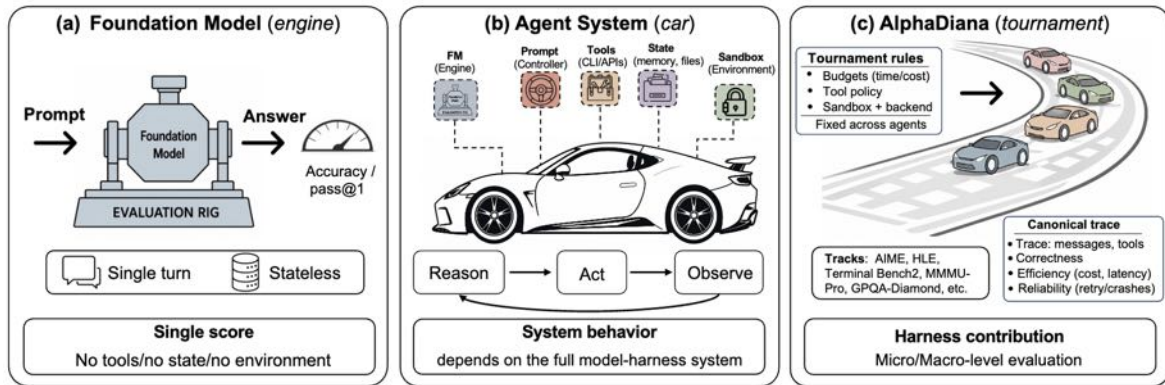 (a) Foundation Model (engine)
Prompt
Foundation
Model
Answer
Accuracy /
pass@1
EVALUATION RIG
Single turn
Stateless
Single score
No tools/no state/no environment
(b) Agent System (car)
FM
(Engine)
Prompt
(Controller)
Tools
(CLI/APIs)
State
(memory, files)
Sandbox
(Environment)
Reason
Act
Observe
System behavior
depends on the full model-harness system
(c) AlphaDiana (tournament)
Tournament rules
• Budgets (time/cost)
• Tool policy
• Sandbox + backend
Fixed across agents
Tracks: AIME, HLE,
Terminal Bench2, MMMU-
Pro, GPQA-Diamond, etc.
Canonical trace
• Trace: messages, tools
• Correctness
• Efficiency (cost, latency)
• Reliability (retry/crashes)
Harness contribution
Micro/Macro-level evaluation